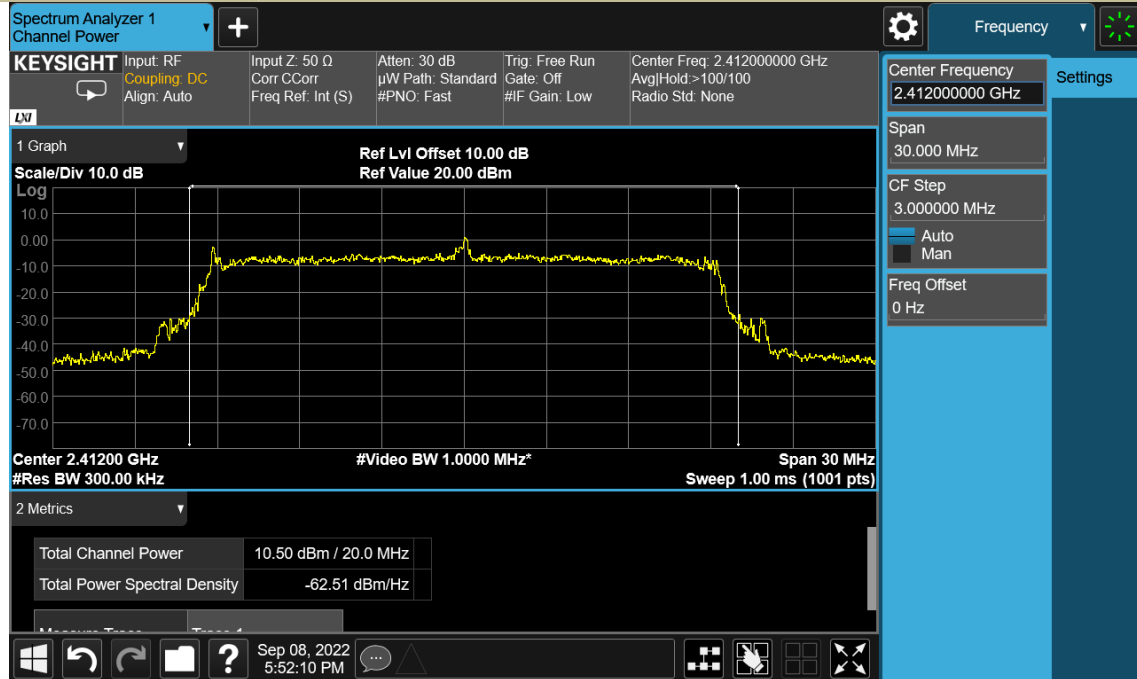 Spectrum Analyzer 1
Channel Power
Frequency
KEYSIGHT
Input: RF
Coupling: DC
Align: Auto
Input Z: 50 Ω
Corr CCorr
Freq Ref: Int (S)
Atten: 30 dB
µW Path: Standard
#PNO: Fast
Trig: Free Run
Gate: Off
#IF Gain: Low
Center Freq: 2.412000000 GHz
Avg|Hold:>100/100
Radio Std: None
LXI
Center Frequency
2.412000000 GHz
Settings
Span
30.000 MHz
CF Step
3.000000 MHz
Auto
Man
Freq Offset
0 Hz
1 Graph
Scale/Div 10.0 dB
Ref Lvl Offset 10.00 dB
Ref Value 20.00 dBm
Log
10.0
0.00
-10.0
-20.0
-30.0
-40.0
-50.0
-60.0
-70.0
Center 2.41200 GHz
#Video BW 1.0000 MHz*
Span 30 MHz
#Res BW 300.00 kHz
Sweep 1.00 ms (1001 pts)
2 Metrics
Total Channel Power 10.50 dBm / 20.0 MHz
Total Power Spectral Density -62.51 dBm/Hz
Measure Trace Trace 1
?
Sep 08, 2022
5:52:10 PM